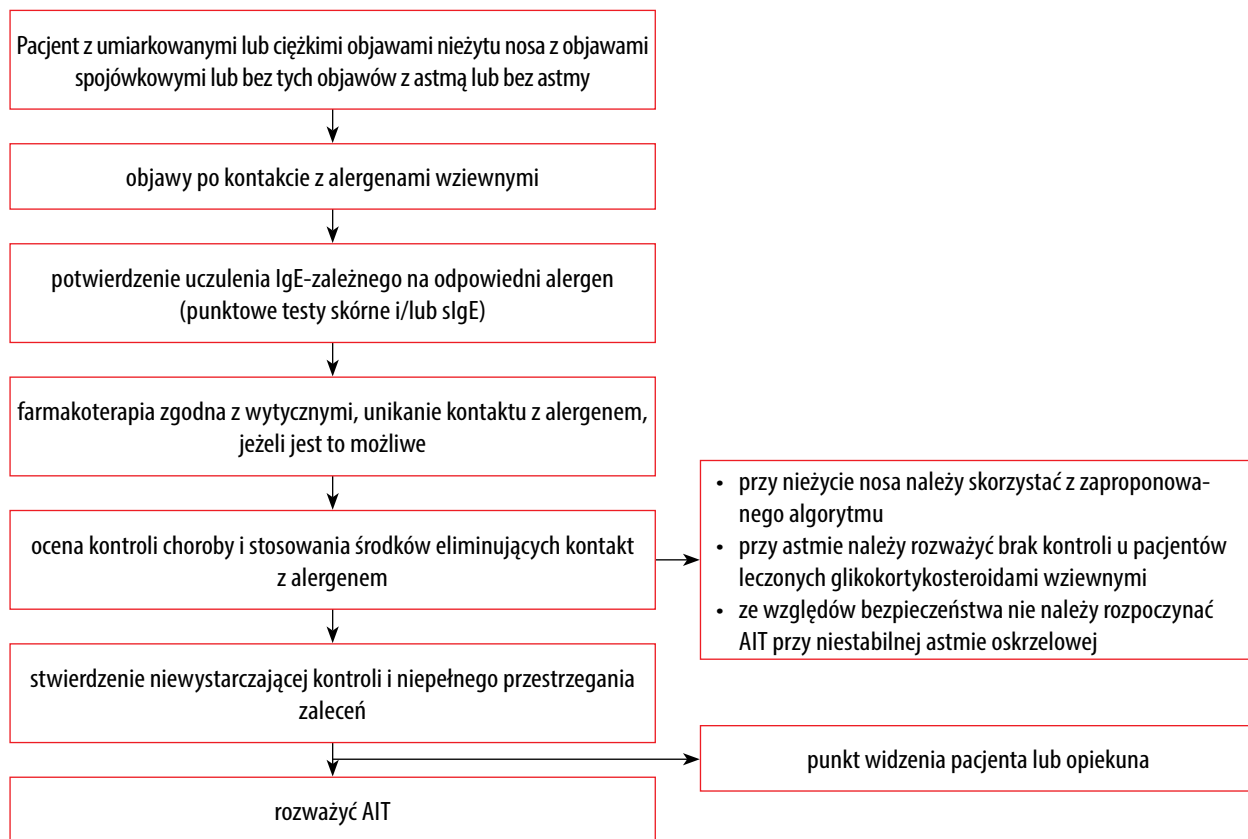 Pacjent z umiarkowanymi lub ciężkimi objawami nieżytu nosa z objawami
spojówkowymi lub bez tych objawów z astmą lub bez astmy
objawy po kontakcie z alergenami wziewnymi
potwierdzenie uczulenia IgE-zależnego na odpowiedni alergen
(punktowe testy skórne i/lub sIgE)
farmakoterapia zgodna z wytycznymi, unikanie kontaktu z alergenem,
jeżeli jest to możliwe
ocena kontroli choroby i stosowania środków eliminujących kontakt
z alergenem
• przy nieżycie nosa należy skorzystać z zaproponowa-
nego algorytmu
• przy astmie należy rozważyć brak kontroli u pacjentów
leczonych glikokortykosteroidami wziewnymi
• ze względów bezpieczeństwa nie należy rozpoczynać
AIT przy niestabilnej astmie oskrzelowej
stwierdzenie niewystarczającej kontroli i niepełnego przestrzegania
zaleceń
punkt widzenia pacjenta lub opiekuna
rozważyć AIT